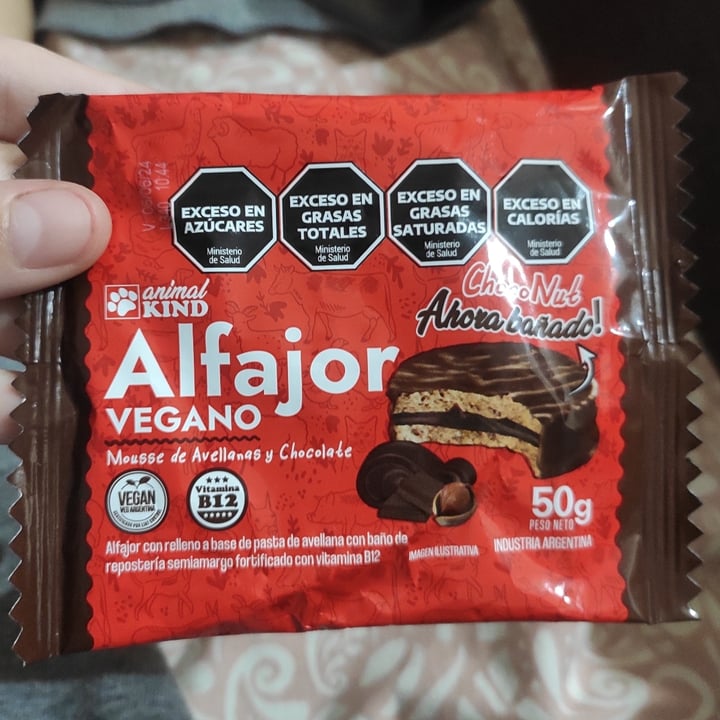 EXCESO EN
AZÚCARES
Ministerio
de Salud
EXCESO EN
GRASAS
TOTALES
Ministerio
de Salud
EXCESO EN
GRASAS
SATURADAS
Ministerio
de Salud
EXCESO EN
CALORÍAS
Ministerio
de Salud
animal
KIND
ChocoNut
Ahora bañado!
Alfajor
VEGANO
Mousse de Avellanas y Chocolate
VEGAN
VEG ARGENTINA
Vitamina
B12
50g
PESO NETO
INDUSTRIA ARGENTINA
IMAGEN ILUSTRATIVA
Alfajor con relleno a base de pasta de avellana con baño de
repostería semiamargo fortificado con vitamina B12